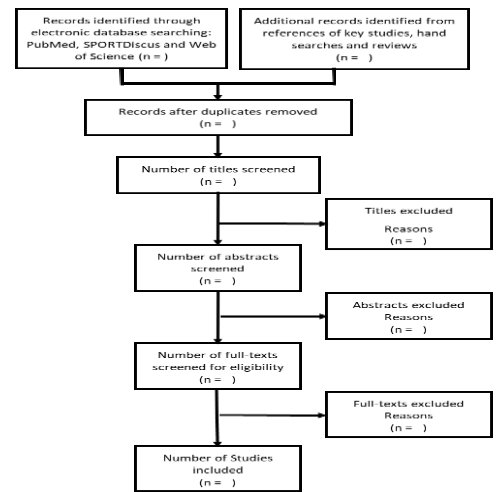 Records identified through
electronic database searching:
PubMed, SPORTDiscus and Web
of Science (n = )
Additional records identified from
references of key studies, hand
searches and reviews
(n =   )
Records after duplicates removed
(n =   )
Number of titles screened
(n =   )
Titles excluded
Reasons
(n =   )
Number of abstracts
screened
(n =   )
Abstracts excluded
Reasons
(n =   )
Number of full-texts
screened for eligibility
(n =   )
Full-texts excluded
Reasons
(n =   )
Number of Studies
included
(n =   )